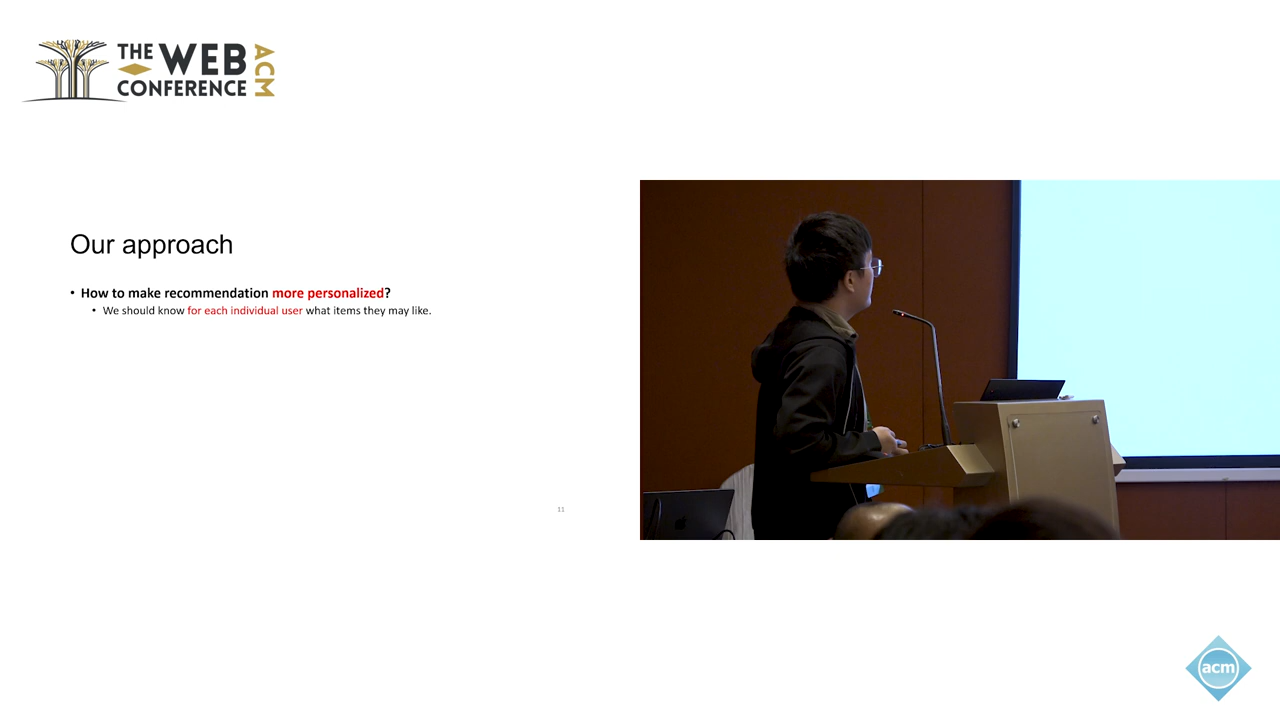 THE WEB
CONFERENCE
ACM
Our approach
• How to make recommendation more personalized?
• We should know for each individual user what items they may like.
11
acm